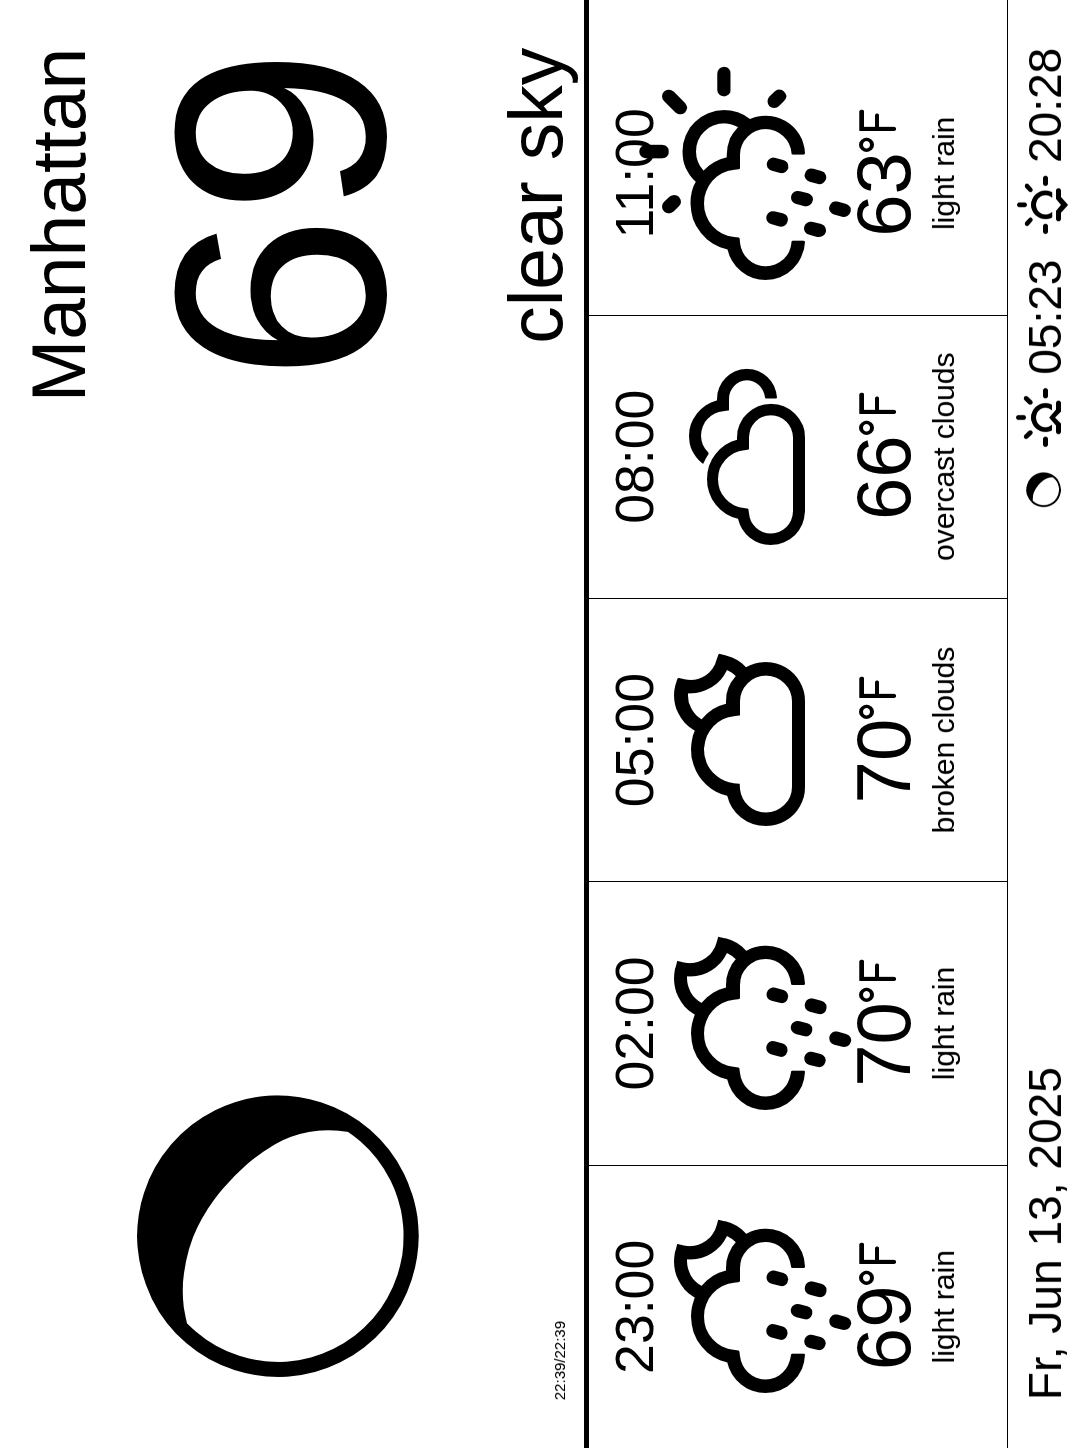 Manhattan
69
22:39/22:39
clear sky
23:00
69°F
light rain
02:00
70°F
light rain
05:00
70°F
broken clouds
08:00
66°F
overcast clouds
11:00
63°F
light rain
Fr, Jun 13, 2025
05:23
20:28